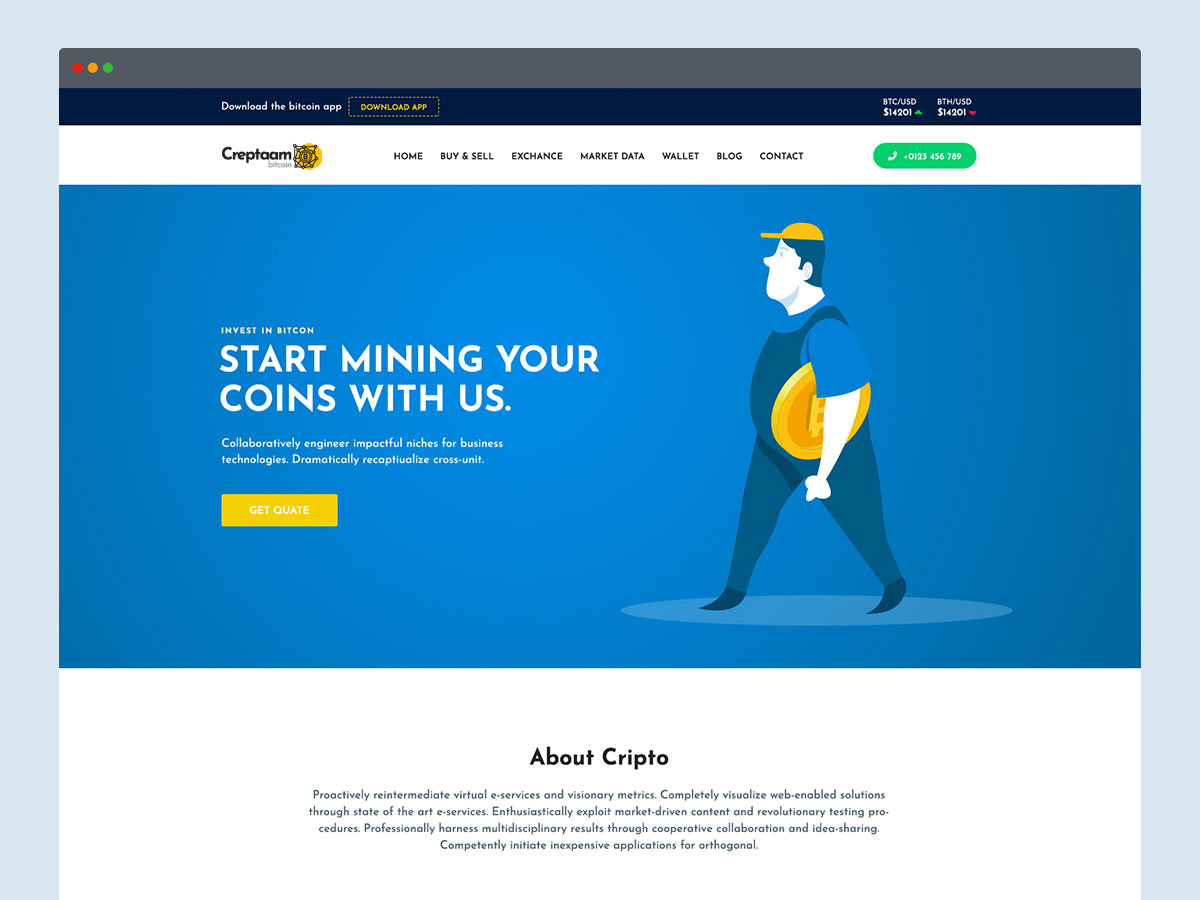 Download the bitcoin app
DOWNLOAD APP
BTC/USD
$14201
BTH/USD
$14201
Creptaam
bitcoin
HOME
BUY & SELL
EXCHANCE
MARKET DATA
WALLET
BLOG
CONTACT
+0123 456 789
INVEST IN BITCON
START MINING YOUR
COINS WITH US.
Collaboratively engineer impactful niches for business
technologies. Dramatically recaptiualize cross-unit.
GET QUATE
About Cripto
Proactively reintermediate virtual e-services and visionary metrics. Completely visualize web-enabled solutions
through state of the art e-services. Enthusiastically exploit market-driven content and revolutionary testing pro-
cedures. Professionally harness multidisciplinary results through cooperative collaboration and idea-sharing.
Competently initiate inexpensive applications for orthogonal.